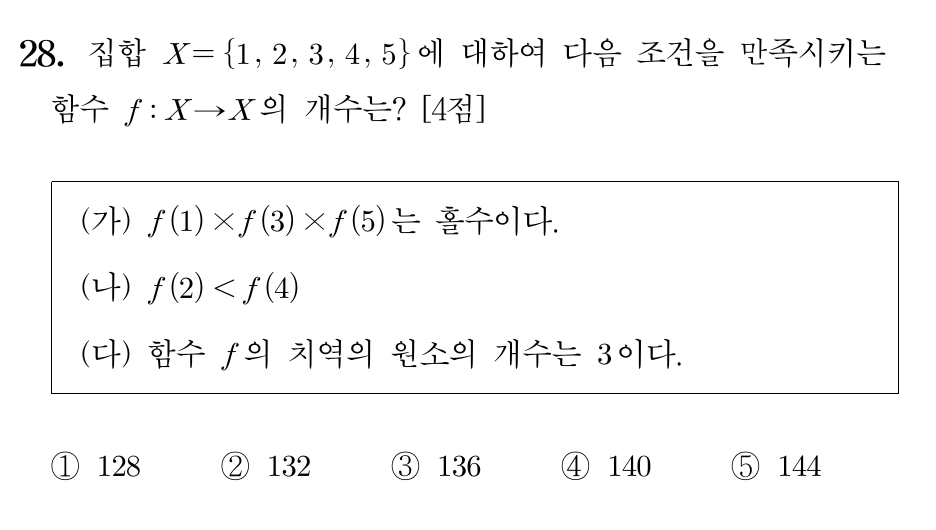 28. 집합 X={1, 2, 3, 4, 5}에 대하여 다음 조건을 만족시키는
함수 f : X→X의 개수는? [4점]
(가) f(1)×f(3)×f(5)는 홀수이다.
(나) f(2)<f(4)
(다) 함수 f의 치역의 원소의 개수는 3이다.
① 128 ② 132 ③ 136 ④ 140 ⑤ 144